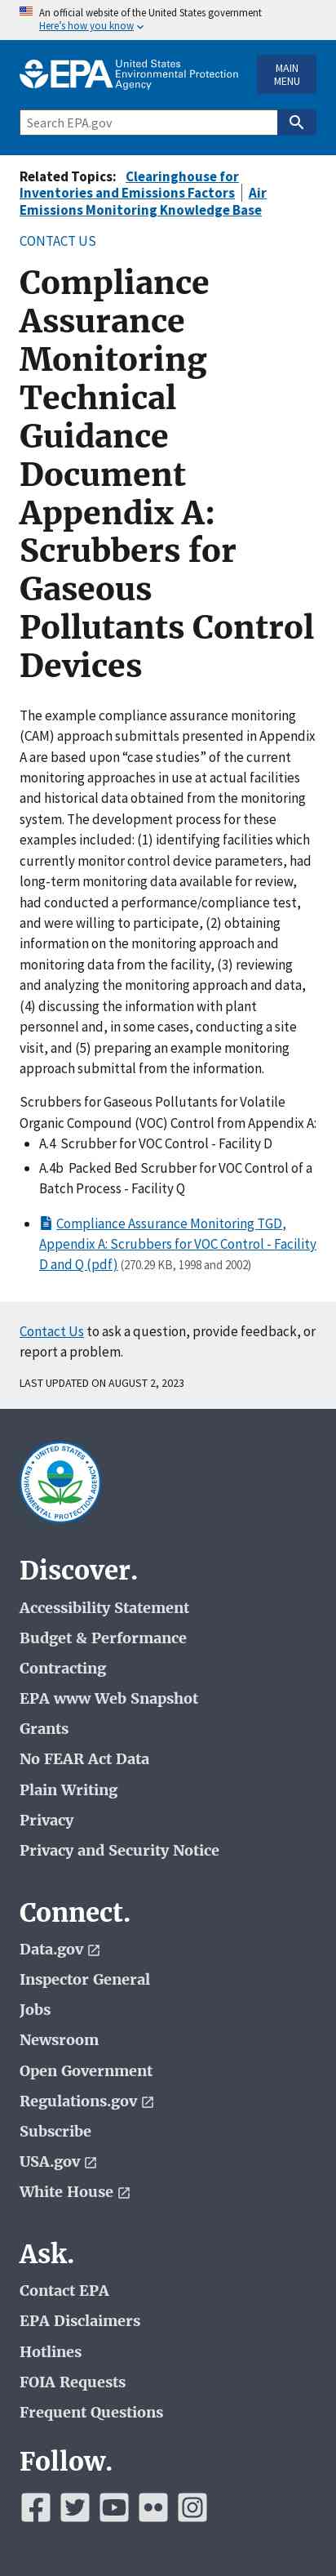 An official website of the United States government
Here's how you know
EPA United States
Environmental Protection
Agency
MAIN
MENU
Search EPA.gov
Related Topics: Clearinghouse for
Inventories and Emissions Factors | Air
Emissions Monitoring Knowledge Base
CONTACT US
Compliance
Assurance
Monitoring
Technical
Guidance
Document
Appendix A:
Scrubbers for
Gaseous
Pollutants Control
Devices
The example compliance assurance monitoring
(CAM) approach submittals presented in Appendix
A are based upon “case studies” of the current
monitoring approaches in use at actual facilities
and historical data obtained from the monitoring
system. The development process for these
examples included: (1) identifying facilities which
currently monitor control device parameters, had
long-term monitoring data available for review,
had conducted a performance/compliance test,
and were willing to participate, (2) obtaining
information on the monitoring approach and
monitoring data from the facility, (3) reviewing
and analyzing the monitoring approach and data,
(4) discussing the information with plant
personnel and, in some cases, conducting a site
visit, and (5) preparing an example monitoring
approach submittal from the information.
Scrubbers for Gaseous Pollutants for Volatile
Organic Compound (VOC) Control from Appendix A:
• A.4 Scrubber for VOC Control - Facility D
• A.4b Packed Bed Scrubber for VOC Control of a
Batch Process - Facility Q
• Compliance Assurance Monitoring TGD,
Appendix A: Scrubbers for VOC Control - Facility
D and Q (pdf) (270.29 KB, 1998 and 2002)
Contact Us to ask a question, provide feedback, or
report a problem.
LAST UPDATED ON AUGUST 2, 2023
UNITED STATES
ENVIRONMENTAL PROTECTION AGENCY
Discover.
Accessibility Statement
Budget & Performance
Contracting
EPA www Web Snapshot
Grants
No FEAR Act Data
Plain Writing
Privacy
Privacy and Security Notice
Connect.
Data.gov
Inspector General
Jobs
Newsroom
Open Government
Regulations.gov
Subscribe
USA.gov
White House
Ask.
Contact EPA
EPA Disclaimers
Hotlines
FOIA Requests
Frequent Questions
Follow.